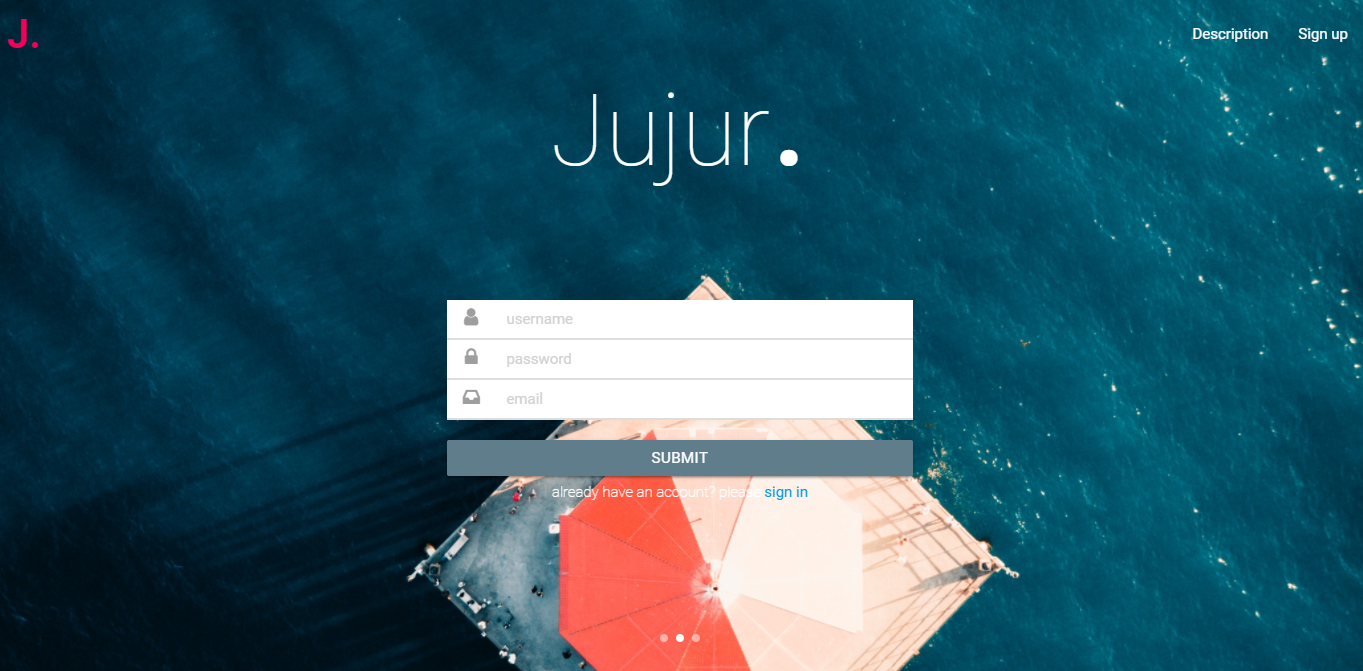 J.
Description
Sign up
Jujur.
username
password
email
SUBMIT
already have an account? please sign in